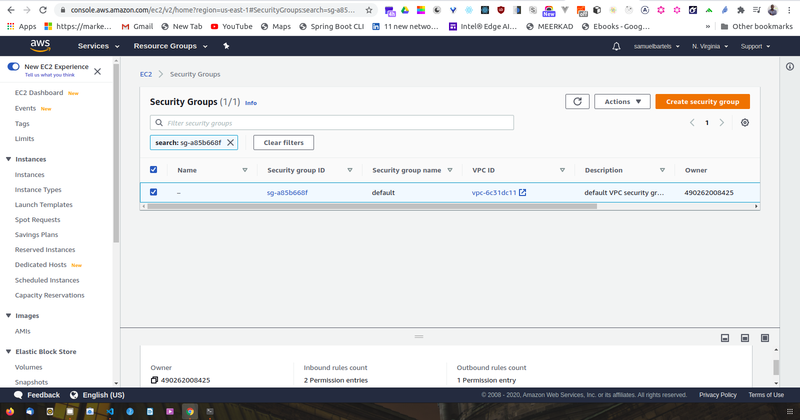 console.aws.amazon.com/ec2/v2/home?region=us-east-1#SecurityGroups:search=sg-a85...
Apps
https://marke...
Gmail
New Tab
YouTube
Maps
Spring Boot CLI
11 new networ...
Intel® Edge AI...
MEERKAD
Ebooks - Goog...
»
Other bookmarks
aws
Services
Resource Groups
samuelbartels
N. Virginia
Support
New EC2 Experience
Tell us what you think
EC2 Dashboard New
Events New
Tags
Limits
Instances
Instances
Instance Types
Launch Templates
Spot Requests
Savings Plans
Reserved Instances
Dedicated Hosts New
Scheduled Instances
Capacity Reservations
Images
AMIs
Elastic Block Store
Volumes
Snapshots
EC2 > Security Groups
Security Groups (1/1) Info
Actions
Create security group
Filter security groups
1
search: sg-a85b668f
Clear filters
Name Security group ID Security group name VPC ID Description Owner
– sg-a85b668f default vpc-6c31dc11 default VPC security gr... 490262008425
Owner Inbound rules count Outbound rules count
490262008425 2 Permission entries 1 Permission entry
Feedback
English (US)
© 2008 - 2020, Amazon Web Services, Inc. or its affiliates. All rights reserved.
Privacy Policy
Terms of Use